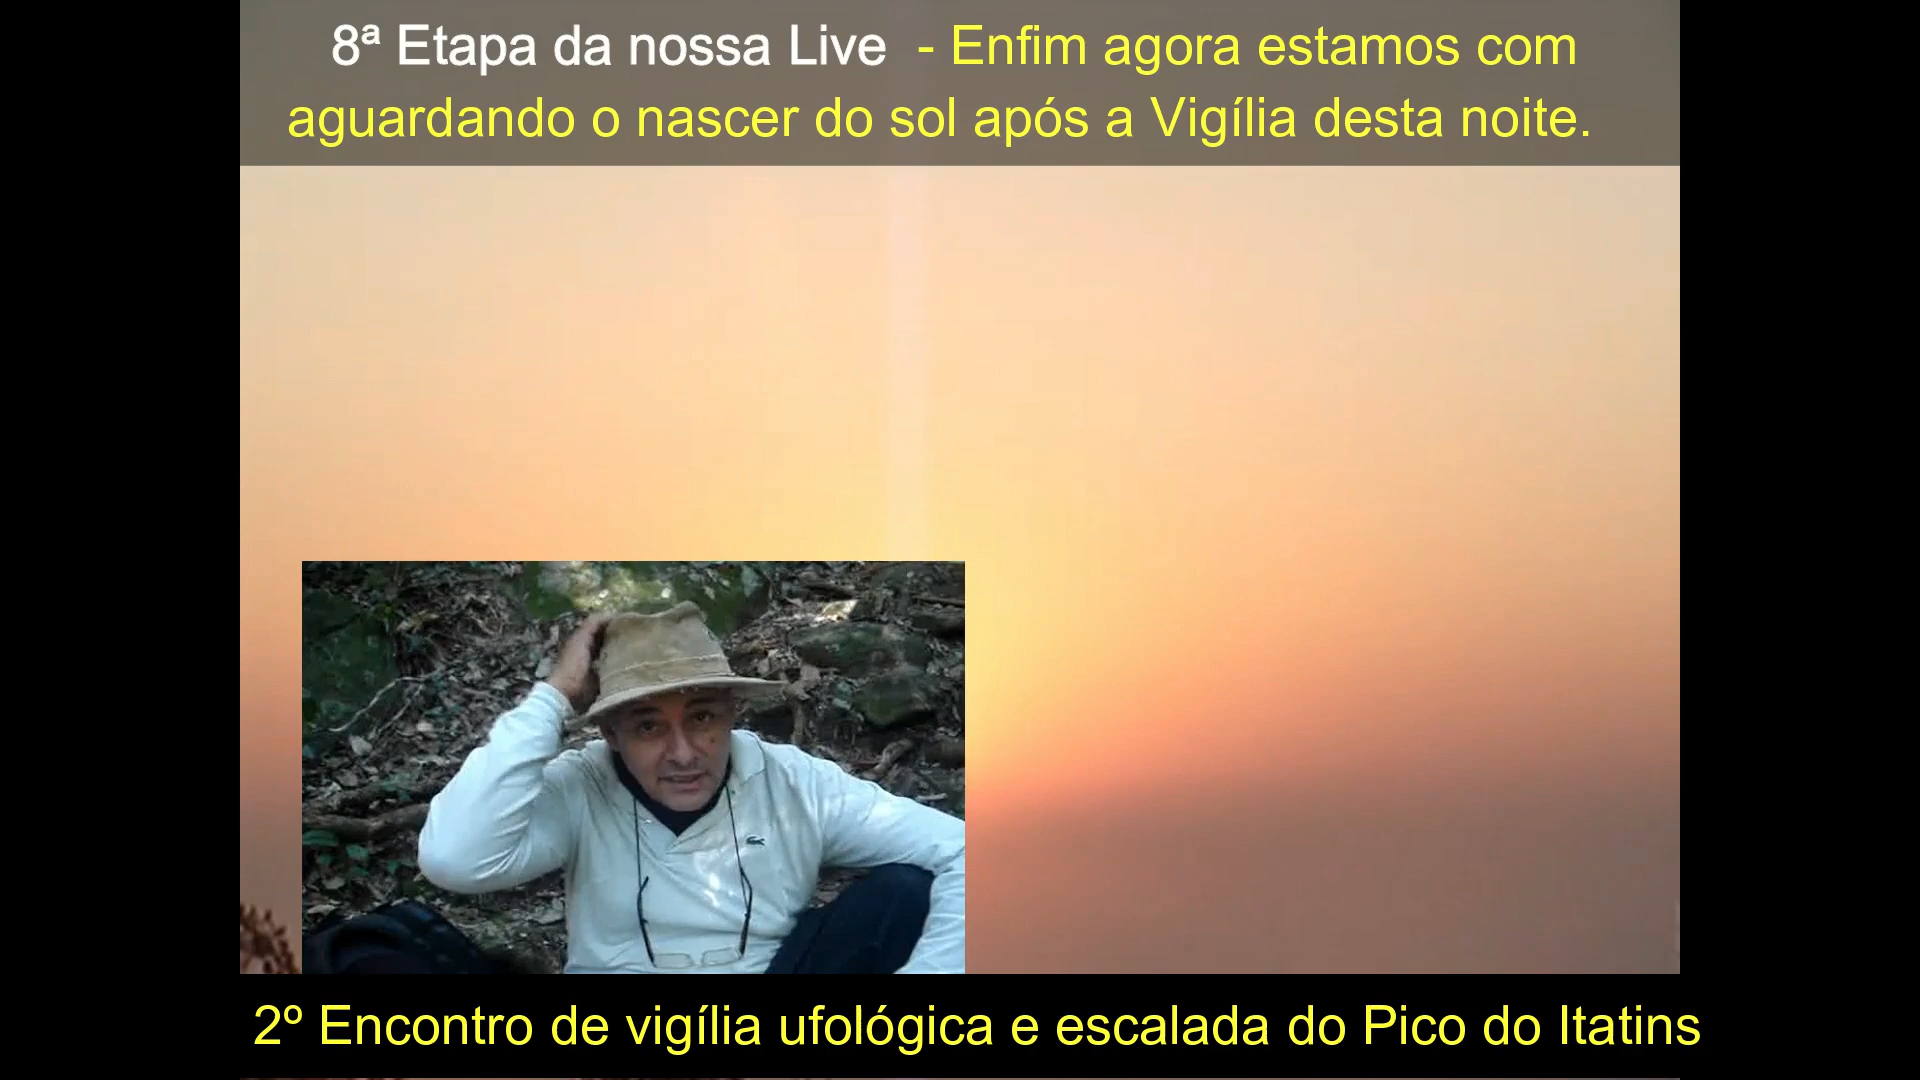 8ª Etapa da nossa Live - Enfim agora estamos com
aguardando o nascer do sol após a Vigília desta noite.
2º Encontro de vigília ufológica e escalada do Pico do Itatins